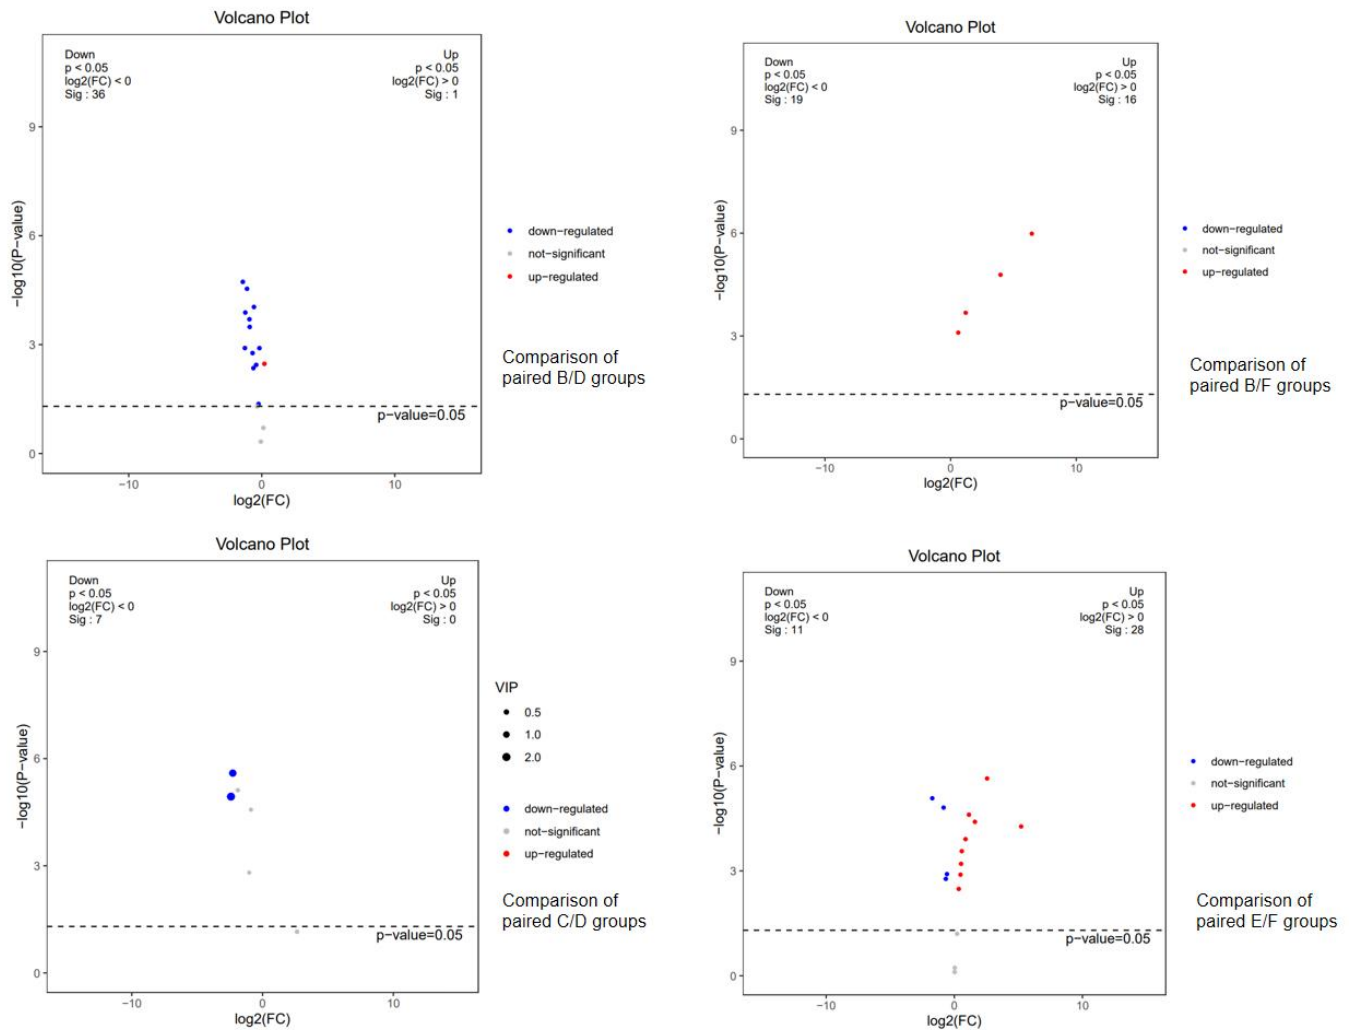 Volcano Plot
Down
p < 0.05
log2(FC) < 0
Sig : 36
Up
p < 0.05
log2(FC) > 0
Sig : 1
9
6
3
0
−log10(P−value)
p−value=0.05
−10
0
10
log2(FC)
down−regulated
not−significant
up−regulated
Comparison of
paired B/D groups
Volcano Plot
Down
p < 0.05
log2(FC) < 0
Sig : 19
Up
p < 0.05
log2(FC) > 0
Sig : 16
9
6
3
0
−log10(P−value)
p−value=0.05
−10
0
10
log2(FC)
down−regulated
not−significant
up−regulated
Comparison of
paired B/F groups
Volcano Plot
Down
p < 0.05
log2(FC) < 0
Sig : 7
Up
p < 0.05
log2(FC) > 0
Sig : 0
9
6
3
0
−log10(P−value)
p−value=0.05
−10
0
10
log2(FC)
VIP
0.5
1.0
2.0
down−regulated
not−significant
up−regulated
Comparison of
paired C/D groups
Volcano Plot
Down
p < 0.05
log2(FC) < 0
Sig : 11
Up
p < 0.05
log2(FC) > 0
Sig : 28
9
6
3
0
−log10(P−value)
p−value=0.05
−10
0
10
log2(FC)
down−regulated
not−significant
up−regulated
Comparison of
paired E/F groups